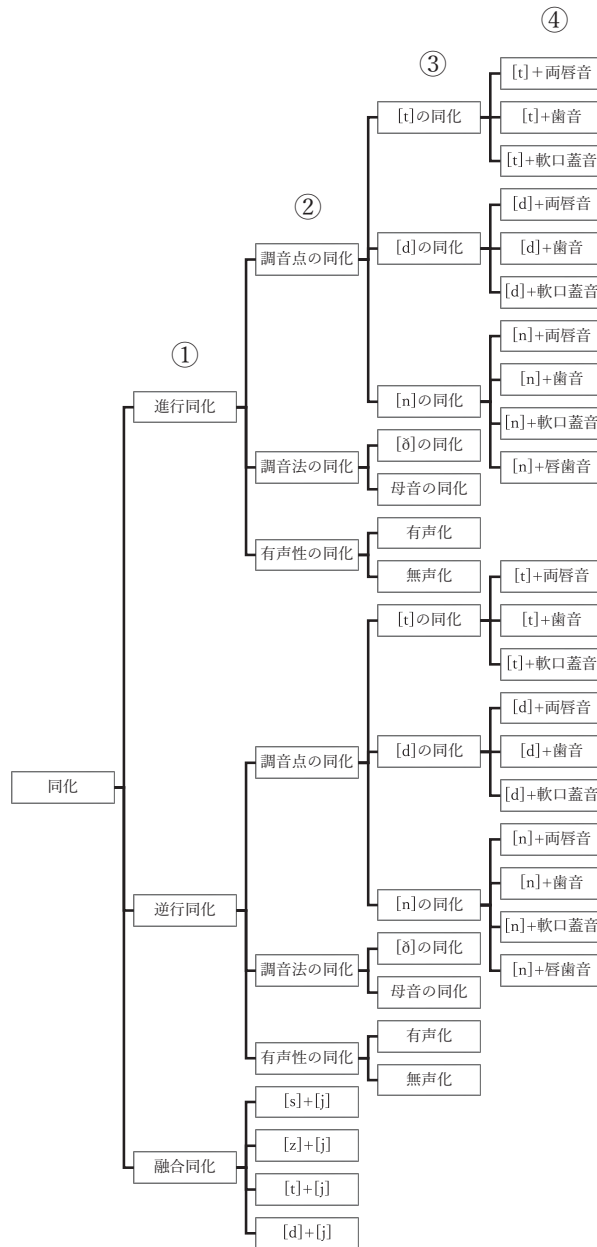 ④
③
②
①
同化
進行同化
調音点の同化
[t]の同化
[t]＋両唇音
[t]+歯音
[t]+軟口蓋音
[d]の同化
[d]+両唇音
[d]+歯音
[d]+軟口蓋音
[n]の同化
[n]+両唇音
[n]+歯音
[n]+軟口蓋音
[n]+唇歯音
調音法の同化
[ð]の同化
母音の同化
有声性の同化
有声化
無声化
逆行同化
調音点の同化
[t]の同化
[t]+両唇音
[t]+歯音
[t]+軟口蓋音
[d]の同化
[d]+両唇音
[d]+歯音
[d]+軟口蓋音
[n]の同化
[n]+両唇音
[n]+歯音
[n]+軟口蓋音
[n]+唇歯音
調音法の同化
[ð]の同化
母音の同化
有声性の同化
有声化
無声化
融合同化
[s]+[j]
[z]+[j]
[t]+[j]
[d]+[j]